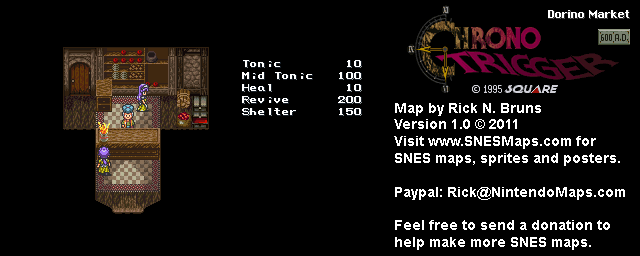 Dorino Market
600 A.D.
CHRONO
TRIGGER
© 1995 SQUARE
Tonic 10
Mid Tonic 100
Heal 10
Revive 200
Shelter 150
Map by Rick N. Bruns
Version 1.0 © 2011
Visit www.SNESMaps.com for
SNES maps, sprites and posters.
Paypal: Rick@NintendoMaps.com
Feel free to send a donation to
help make more SNES maps.